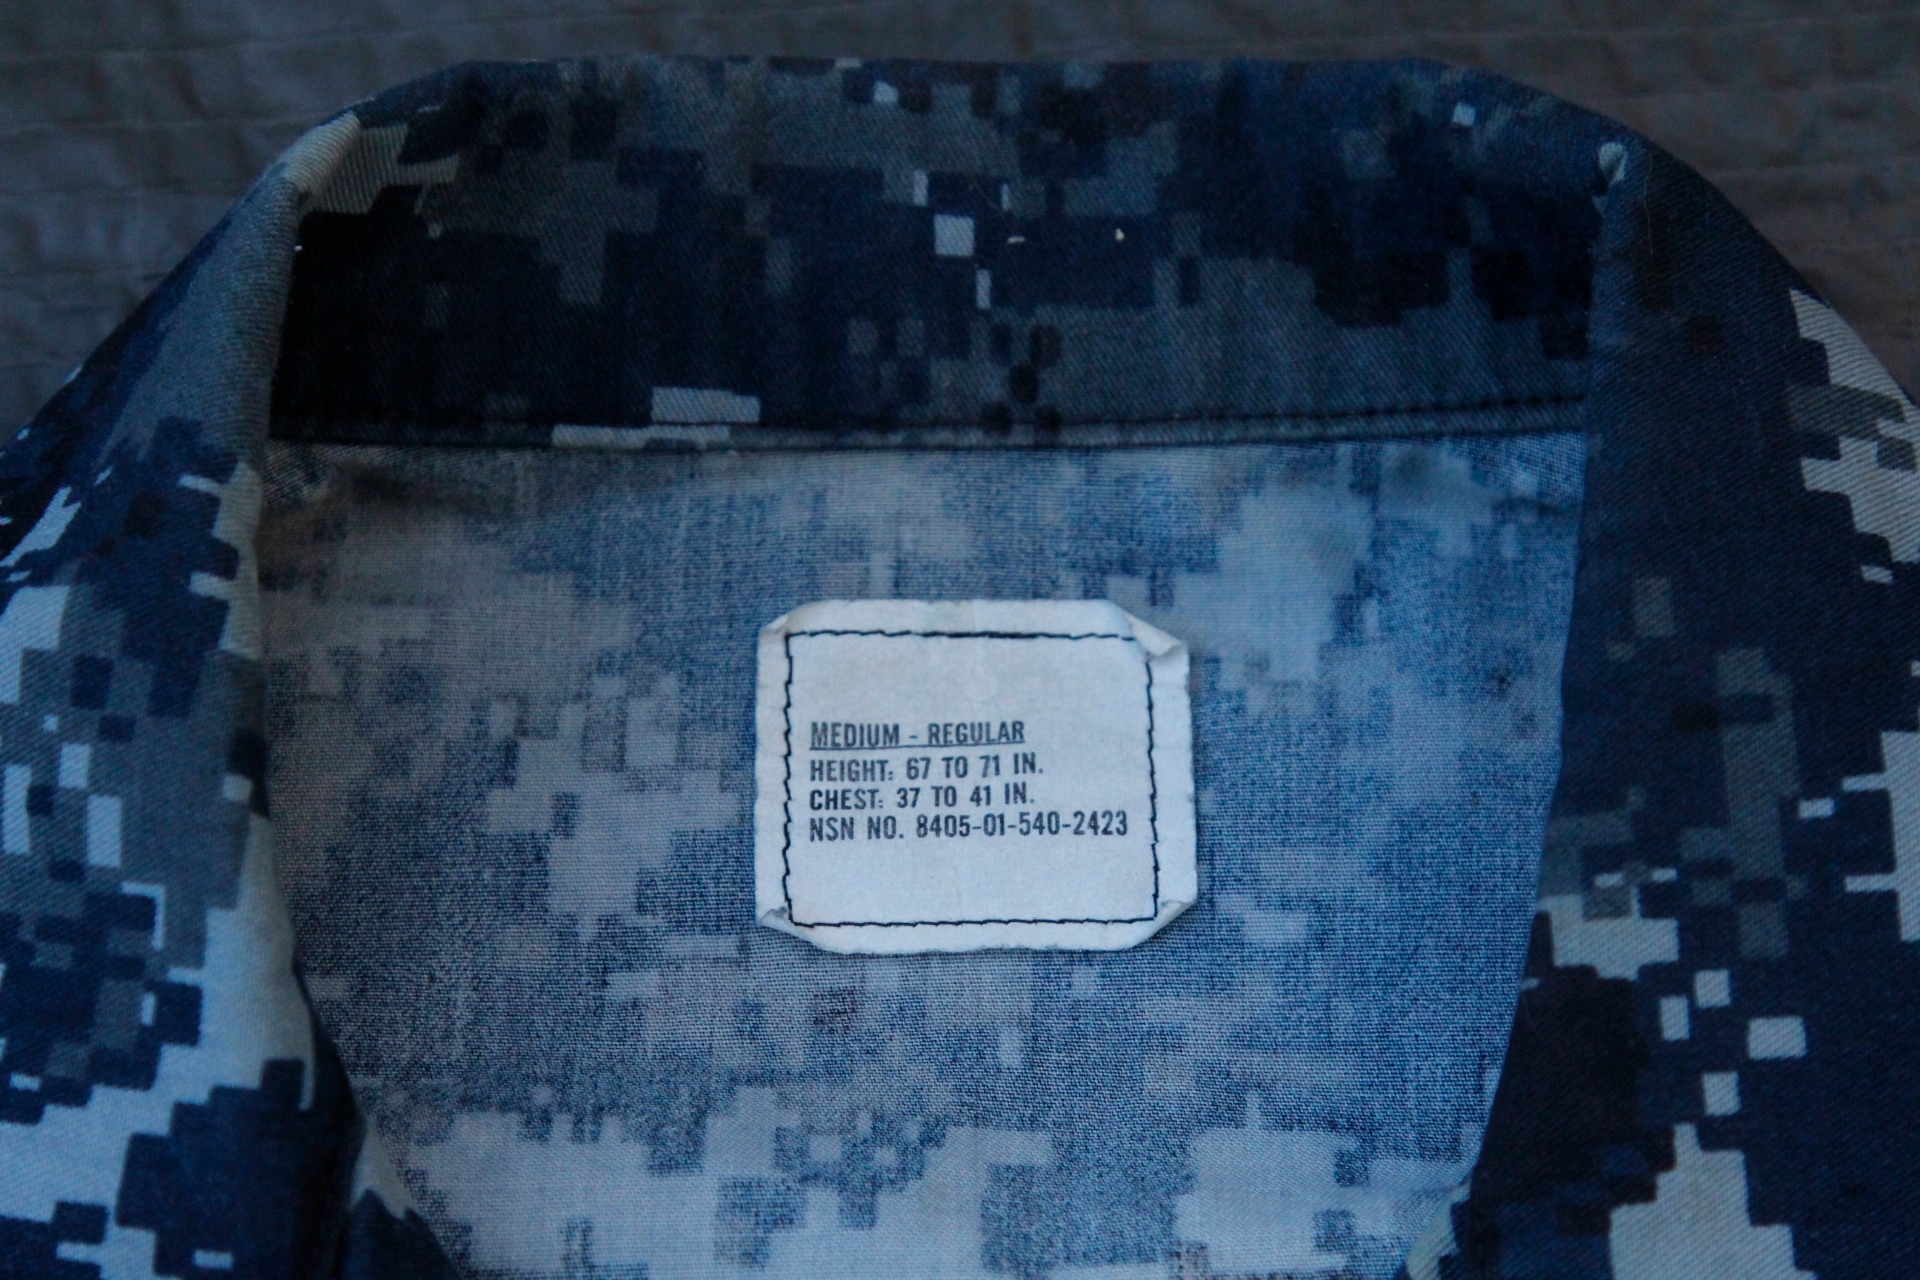 MEDIUM - REGULAR
HEIGHT: 67 TO 71 IN.
CHEST: 37 TO 41 IN.
NSN NO. 8405-01-540-2423